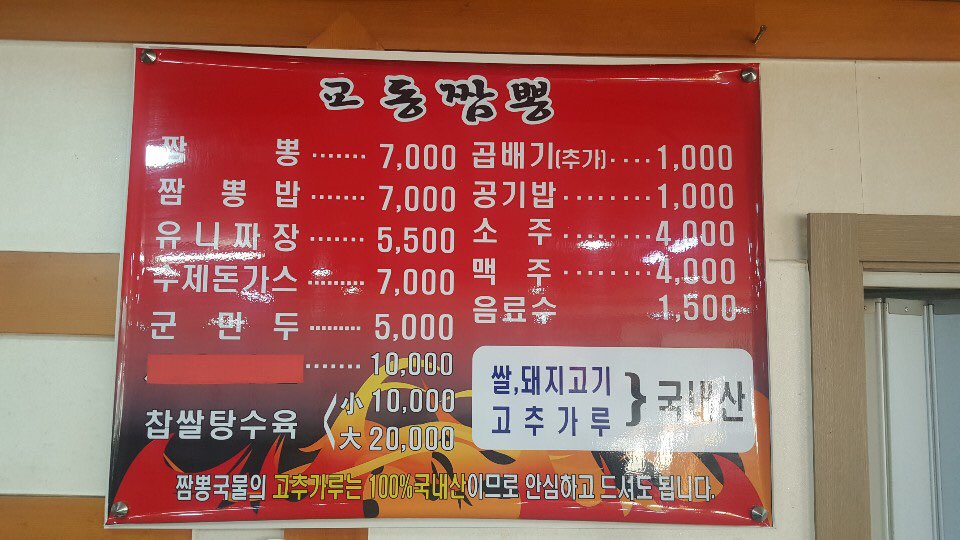 교동짬뽕
짬뽕 ······· 7,000
짬뽕밥 ······· 7,000
유니짜장 ······· 5,500
수제돈가스 ········· 7,000
군만두 ········· 5,000
······· 10,000
찹쌀탕수육 〈 小 10,000
大 20,000
곱배기(추가) ···· 1,000
공기밥 ········ 1,000
소주 ········ 4,000
맥주 ········ 4,000
음료수 1,500
쌀,돼지고기
고추가루 } 국내산
짬뽕국물의 고추가루는 100%국내산이므로 안심하고 드셔도 됩니다.